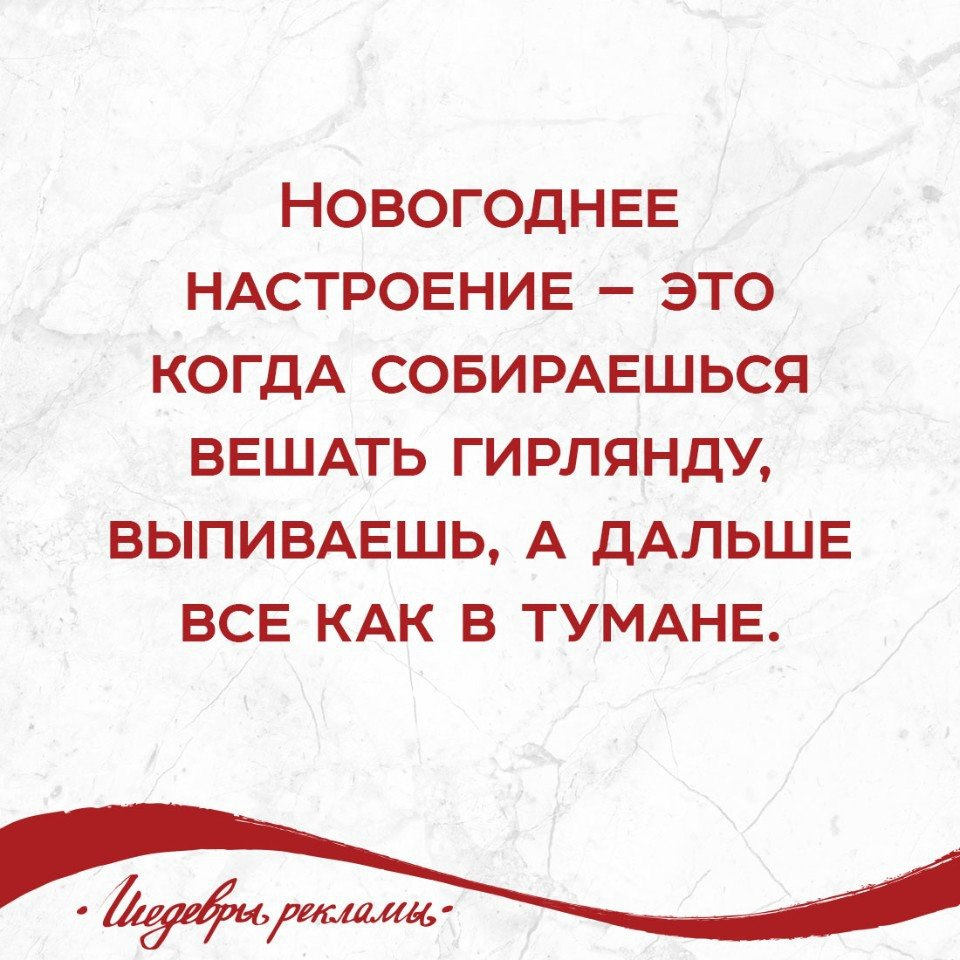 Новогоднее
настроение – это
когда собираешься
вешать гирлянду,
выпиваешь, а дальше
все как в тумане.
• Шедевры рекламы •